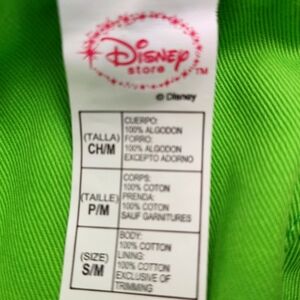 Disney
store ™
© Disney
(TALLA)
CH/M
CUERPO:
100% ALGODON
FORRO:
100% ALGODON
EXCEPTO ADORNO
(TAILLE)
P/M
CORPS:
100% COTON
PRENDA:
100% COTON
SAUF GARNITURES
(SIZE)
S/M
BODY:
100% COTTON
LINING:
100% COTTON
EXCLUSIVE OF
TRIMMING